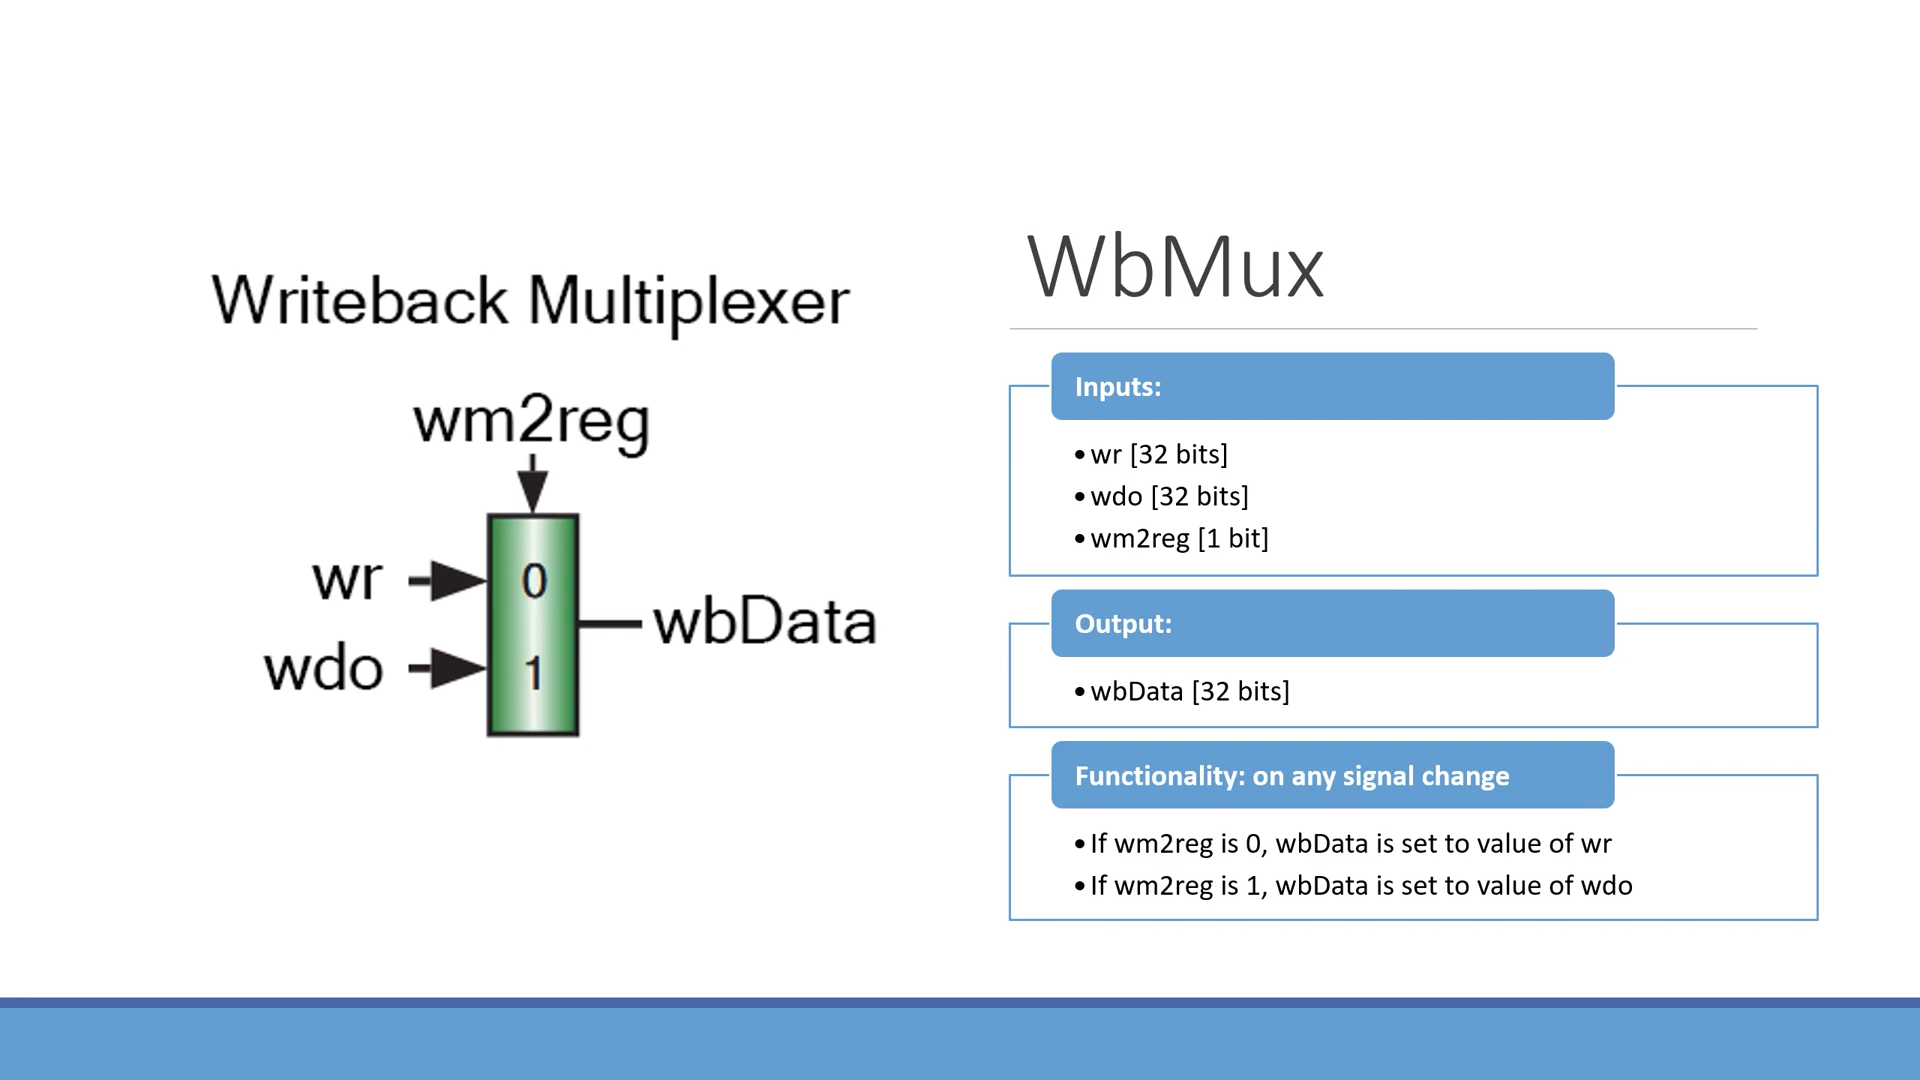 Writeback Multiplexer
wm2reg
wr
0
wbData
wdo
1
WbMux
Inputs:
•wr [32 bits]
•wdo [32 bits]
•wm2reg [1 bit]
Output:
•wbData [32 bits]
Functionality: on any signal change
•If wm2reg is 0, wbData is set to value of wr
•If wm2reg is 1, wbData is set to value of wdo